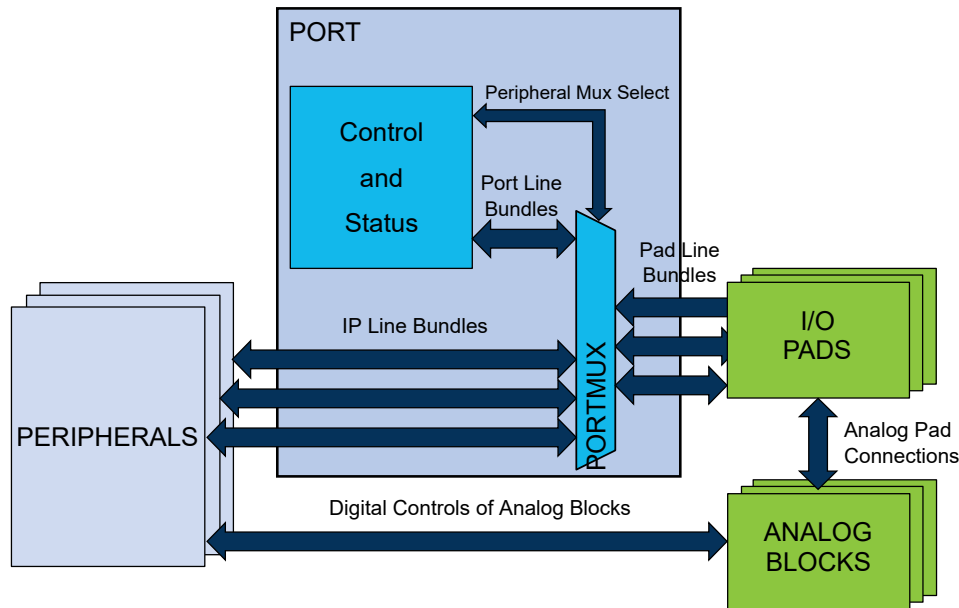 PORT
Peripheral Mux Select
Control
and
Status
Port Line
Bundles
Pad Line
Bundles
I/O
PADS
IP Line Bundles
PORTMUX
PERIPHERALS
Analog Pad
Connections
Digital Controls of Analog Blocks
ANALOG
BLOCKS